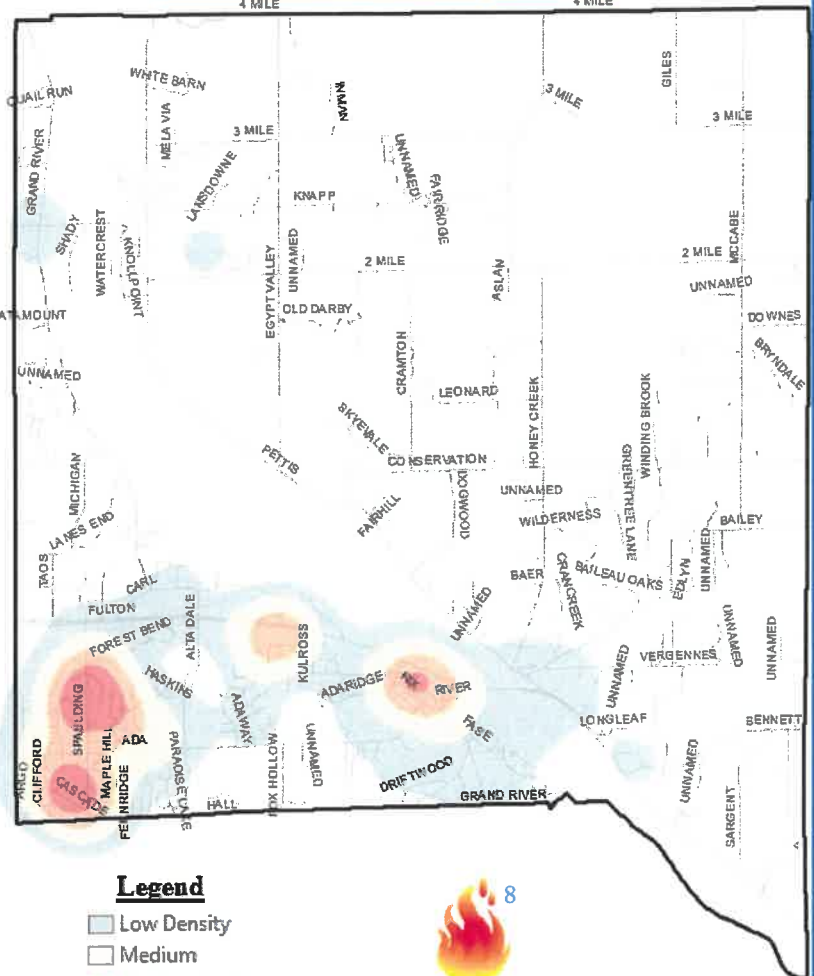 4 MILE 4 MILE
WHITE BARN
GILES
QUAIL RUN
INMAN
3 MILE
3 MILE
MELA VIA
3 MILE
GRAND RIVER
LANSDOWNE
UNNAMED
FAIRRIDGE
KNAPP
SHADY
WATERCREST
KNOLLPOINT
EGYPT VALLEY
UNNAMED
2 MILE
ASLAN
2 MILE
MCCABE
UNNAMED
ATAMOUNT
OLD DARBY
DOWNES
BRYNDALE
UNNAMED
CRAMTON
LEONARD
HONEY CREEK
WINDING BROOK
SKYEVALE
PETTIS
CONSERVATION
MICHIGAN
DOGWOOD
GREENTREE LANE
UNNAMED
FAIRHILL
WILDERNESS
BAILEY
LANES END
UNNAMED
TAOS
CARL
BAER
CRANCREEK
BAILEAU OAKS
EDLYN
FULTON
ALTA DALE
UNNAMED
UNNAMED
UNNAMED
FOREST BEND
KULROSS
VERGENNES
HASKINS
UNNAMED
ADARIDGE
NIX
RIVER
SPAULDING
ADAWAY
FASE
LONGLEAF
BENNETT
ARGO
CLIFFORD
MAPLE HILL
ADA
PARADISE LAKE
FOX HOLLOW
UNNAMED
UNNAMED
CASCADE
FERNRIDGE
HALL
DRIFTWOOD
GRAND RIVER
SARGENT
Legend
Low Density
Medium
8